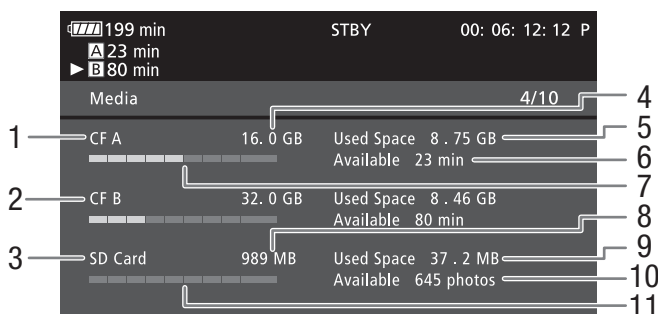 199 min STBY 00: 06: 12: 12 P
A 23 min
▶ B 80 min
Media 4/10 4
1 CF A 16. 0 GB Used Space 8 . 75 GB 5
Available 23 min 6
7
2 CF B 32. 0 GB Used Space 8 . 46 GB
Available 80 min 8
3 SD Card 989 MB Used Space 37 . 2 MB 9
Available 645 photos 10
11